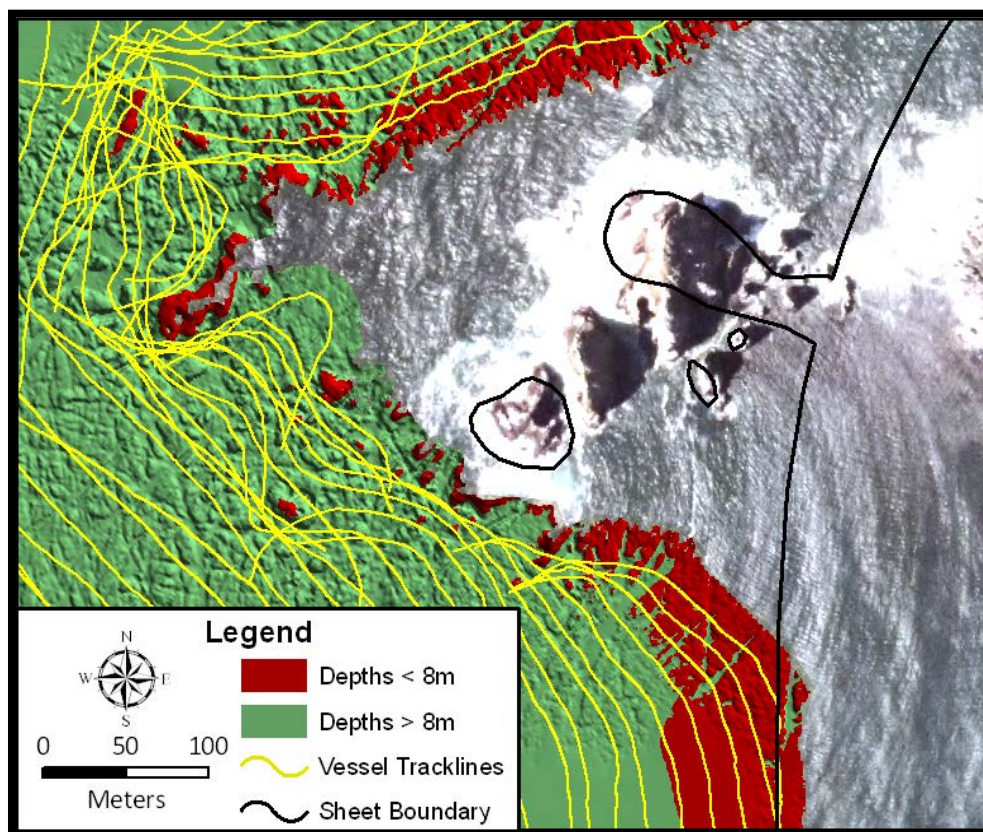 Legend
N
W E
S
Depths < 8m
Depths > 8m
0 50 100
Meters
Vessel Tracklines
Sheet Boundary